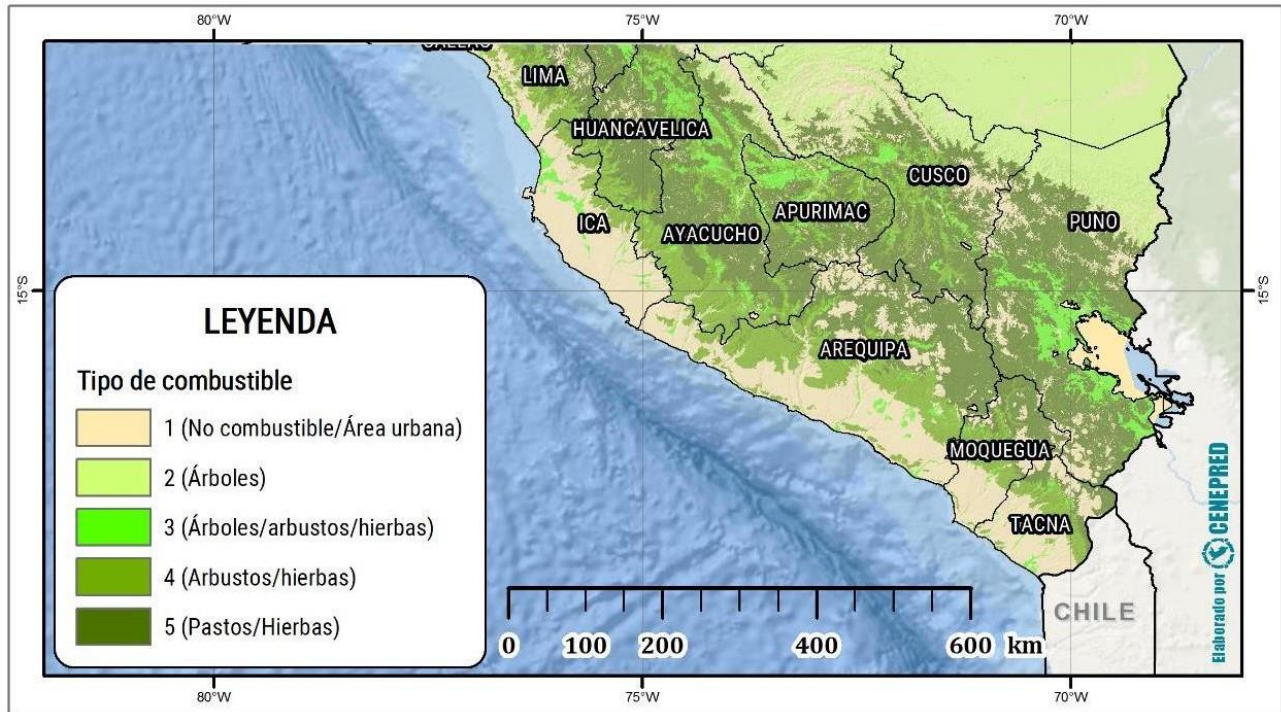 80°W 75°W 70°W
CALLAO
LIMA
HUANCAVELICA
CUSCO
APURIMAC
PUNO
ICA
AYACUCHO
15°S 15°S
LEYENDA
AREQUIPA
Tipo de combustible
1 (No combustible/Área urbana)
MOQUEGUA
2 (Árboles)
TACNA
3 (Árboles/arbustos/hierbas)
4 (Arbustos/hierbas)
5 (Pastos/Hierbas)
0 100 200 400 600 km
CHILE
Elaborado por CENEPRED
80°W 75°W 70°W